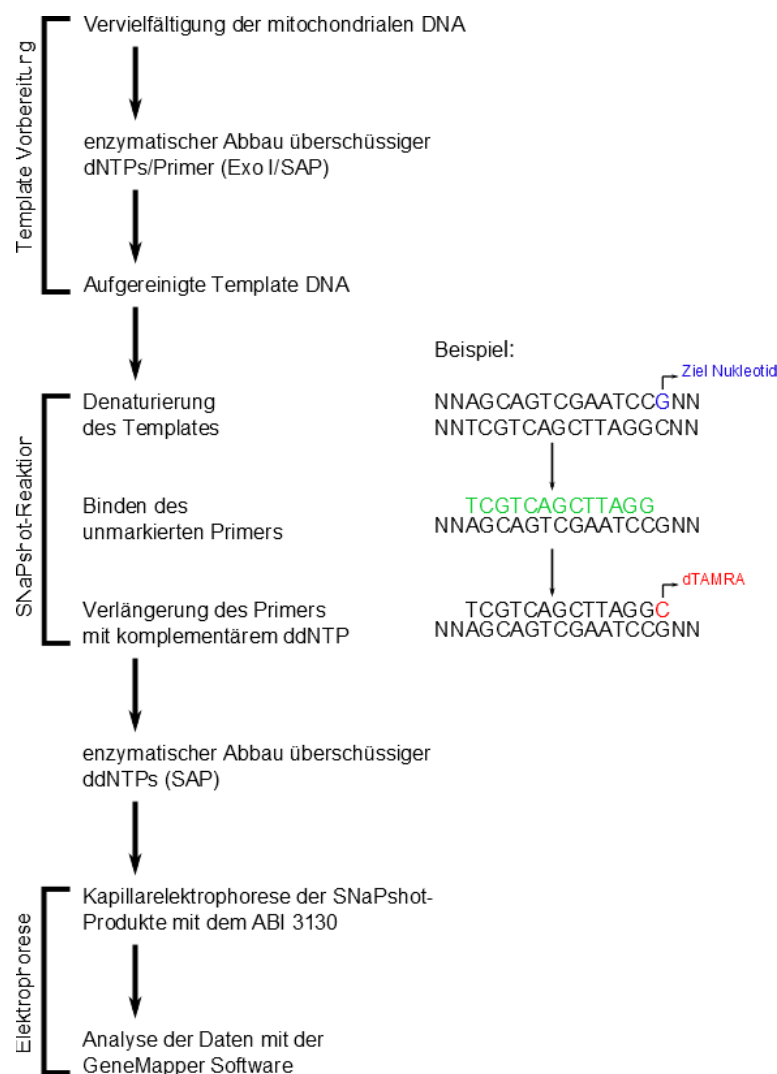 Template Vorbereitung
Vervielfältigung der mitochondrialen DNA
enzymatischer Abbau überschüssiger
dNTPs/Primer (Exo I/SAP)
Aufgereinigte Template DNA
SNaPshot-Reaktion
Denaturierung
des Templates
Binden des
unmarkierten Primers
Verlängerung des Primers
mit komplementärem ddNTP
Beispiel:
Ziel Nukleotid
NNAGCAGTCGAATCCGNN
NNTCGTCAGCTTAGGCNN
TCGTCAGCTTAGG
NNAGCAGTCGAATCCGNN
dTAMRA
TCGTCAGCTTAGGC
NNAGCAGTCGAATCCGNN
enzymatischer Abbau überschüssiger
ddNTPs (SAP)
Elektrophorese
Kapillarelektrophorese der SNaPshot-
Produkte mit dem ABI 3130
Analyse der Daten mit der
GeneMapper Software